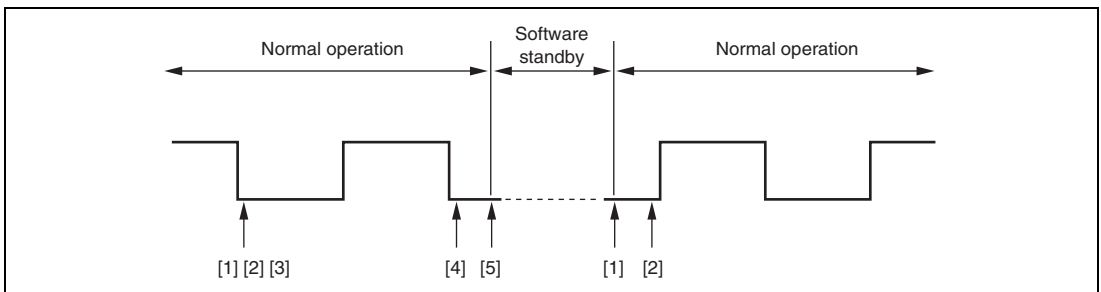 Normal operation
Software
standby
Normal operation
[1] [2] [3]
[4] [5]
[1] [2]